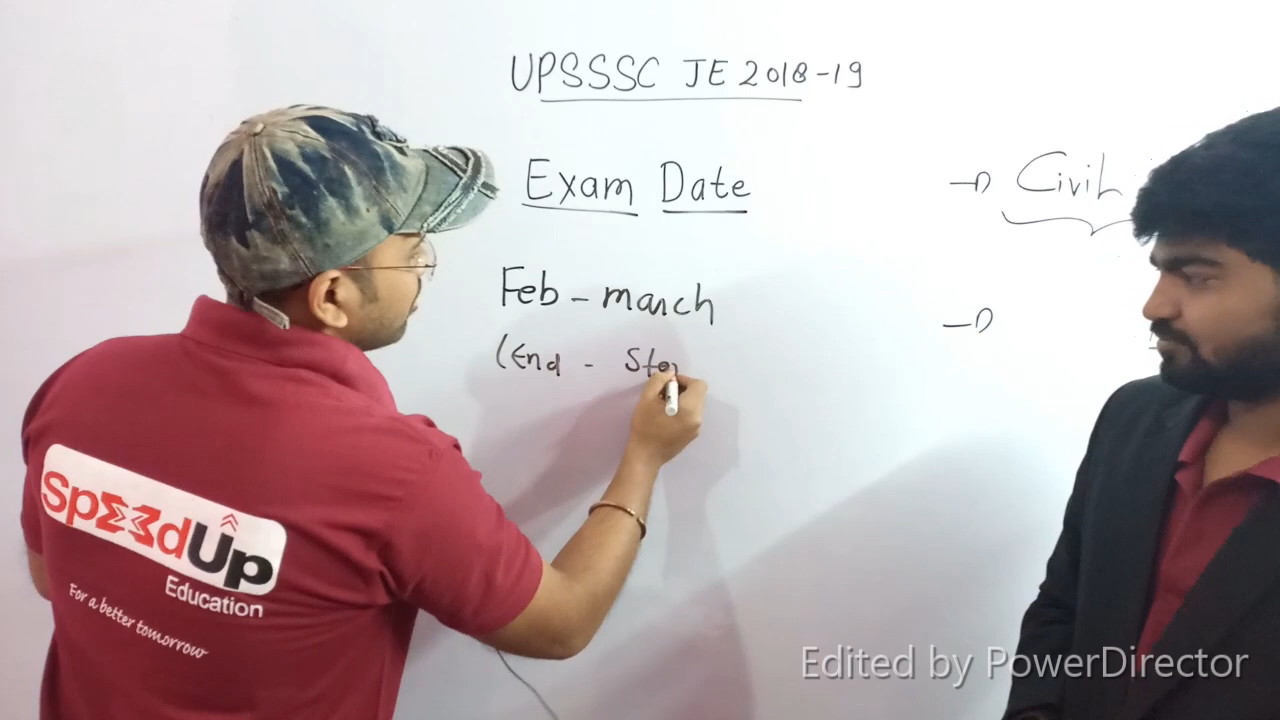 UPSSSC JE 2018-19
Exam Date
Feb - march
(End - Sta
Civil
SpeedUp
Education
For a better tomorrow
Edited by PowerDirector